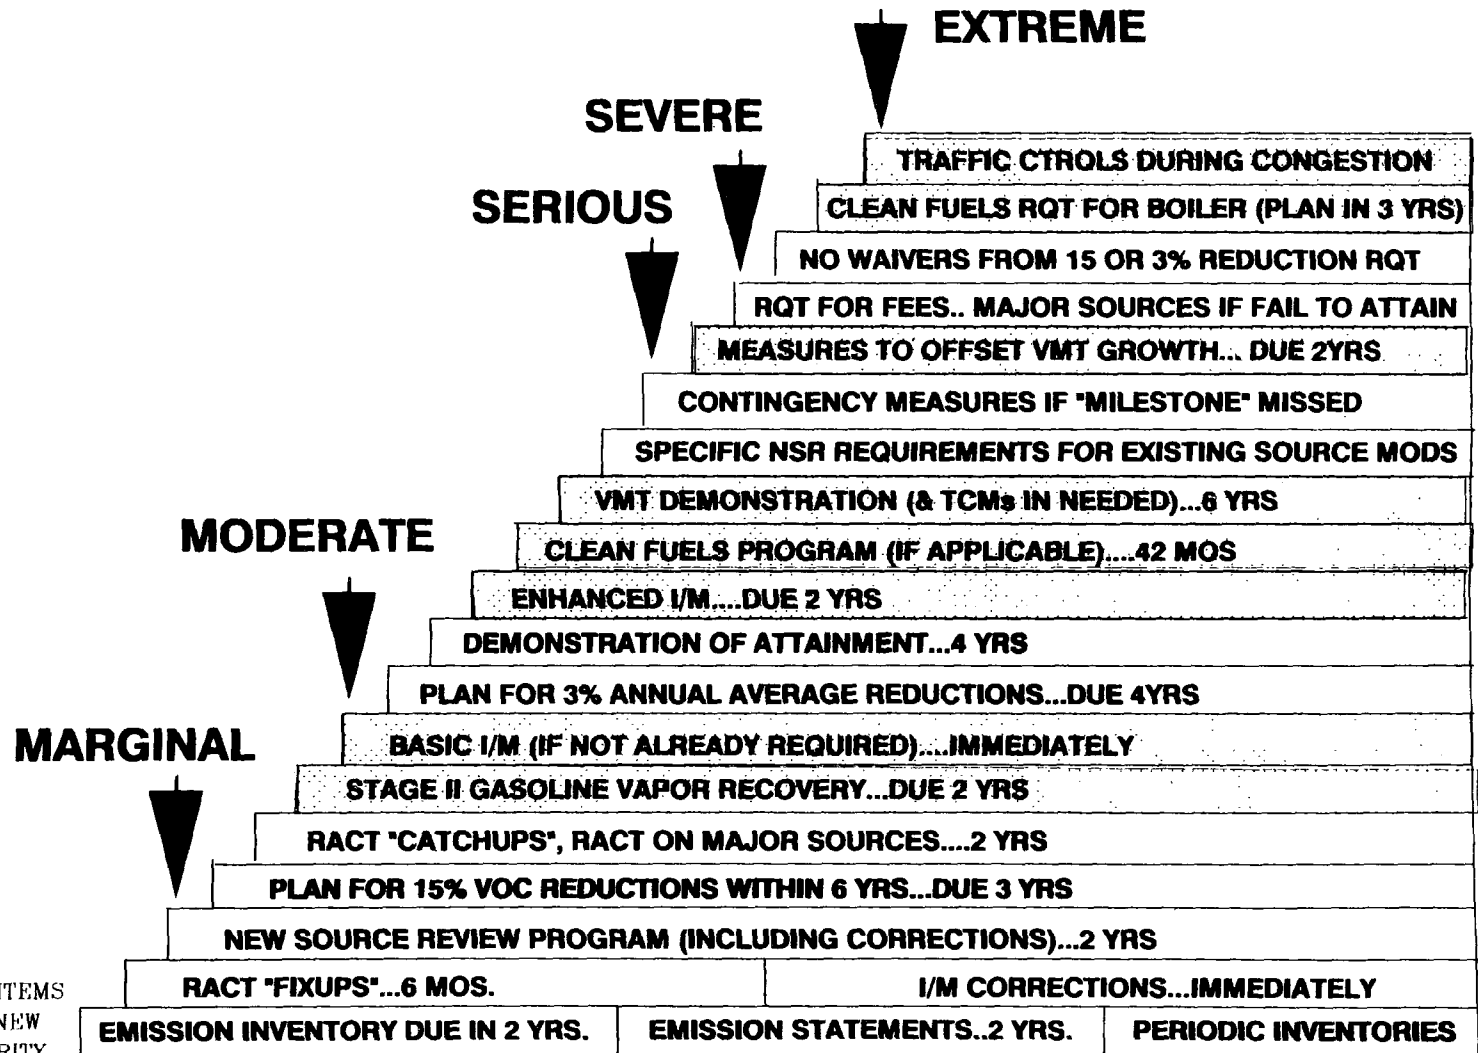 EXTREME
SEVERE
TRAFFIC CTROLS DURING CONGESTION
SERIOUS
CLEAN FUELS RQT FOR BOILER (PLAN IN 3 YRS)
NO WAIVERS FROM 15 OR 3% REDUCTION RQT
RQT FOR FEES.. MAJOR SOURCES IF FAIL TO ATTAIN
MEASURES TO OFFSET VMT GROWTH... DUE 2YRS
CONTINGENCY MEASURES IF "MILESTONE" MISSED
SPECIFIC NSR REQUIREMENTS FOR EXISTING SOURCE MODS
VMT DEMONSTRATION (& TCMs IN NEEDED)...6 YRS
MODERATE
CLEAN FUELS PROGRAM (IF APPLICABLE)....42 MOS
ENHANCED I/M....DUE 2 YRS
DEMONSTRATION OF ATTAINMENT...4 YRS
PLAN FOR 3% ANNUAL AVERAGE REDUCTIONS...DUE 4YRS
MARGINAL
BASIC I/M (IF NOT ALREADY REQUIRED)....IMMEDIATELY
STAGE II GASOLINE VAPOR RECOVERY...DUE 2 YRS
RACT "CATCHUPS", RACT ON MAJOR SOURCES....2 YRS
PLAN FOR 15% VOC REDUCTIONS WITHIN 6 YRS...DUE 3 YRS
NEW SOURCE REVIEW PROGRAM (INCLUDING CORRECTIONS)...2 YRS
RACT "FIXUPS"...6 MOS.
I/M CORRECTIONS...IMMEDIATELY
EMISSION INVENTORY DUE IN 2 YRS.
EMISSION STATEMENTS..2 YRS.
PERIODIC INVENTORIES